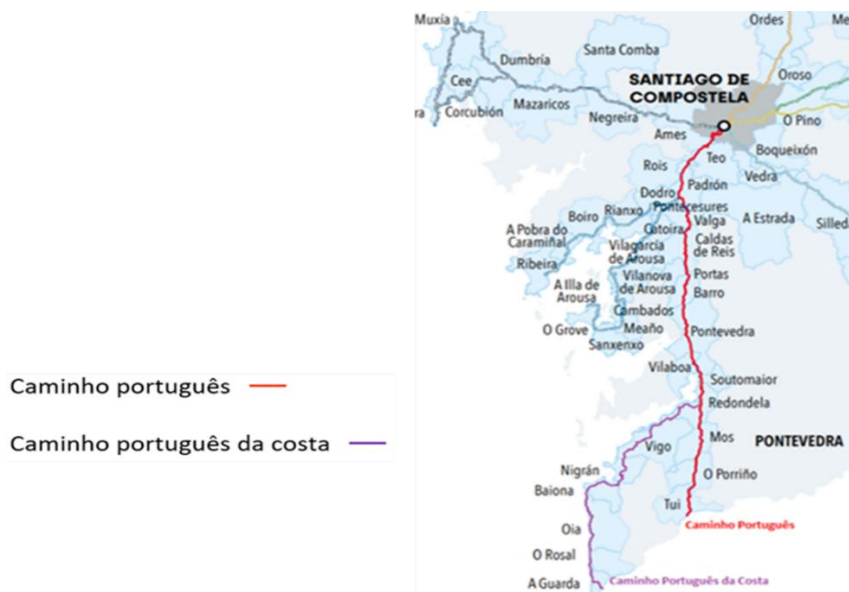 Muxía
Dumbría
Santa Comba
Ordes
Me
Cee
SANTIAGO DE
COMPOSTELA
Oroso
ra
Corcubión
Mazaricos
Negreira
O Pino
Ames
Boqueixón
Teo
Rois
Vedra
Padrón
Dodro
Pontecesures
Rianxo
Boiro
Valga
A Estrada
Silled
A Pobra do
Caramiñal
Catoira
Caldas
de Reis
Vilagarcía
de Arousa
Ribeira
Portas
Vilanova
de Arousa
A Illa de
Arousa
Barro
Cambados
O Grove
Meaño
Pontevedra
Sanxenxo
Vilaboa
Soutomaior
Caminho português
Redondela
Mos
PONTEVEDRA
Caminho português da costa
Vigo
Nigrán
O Porriño
Baiona
Tui
Caminho Português
Oia
O Rosal
A Guarda
Caminho Português da Costa